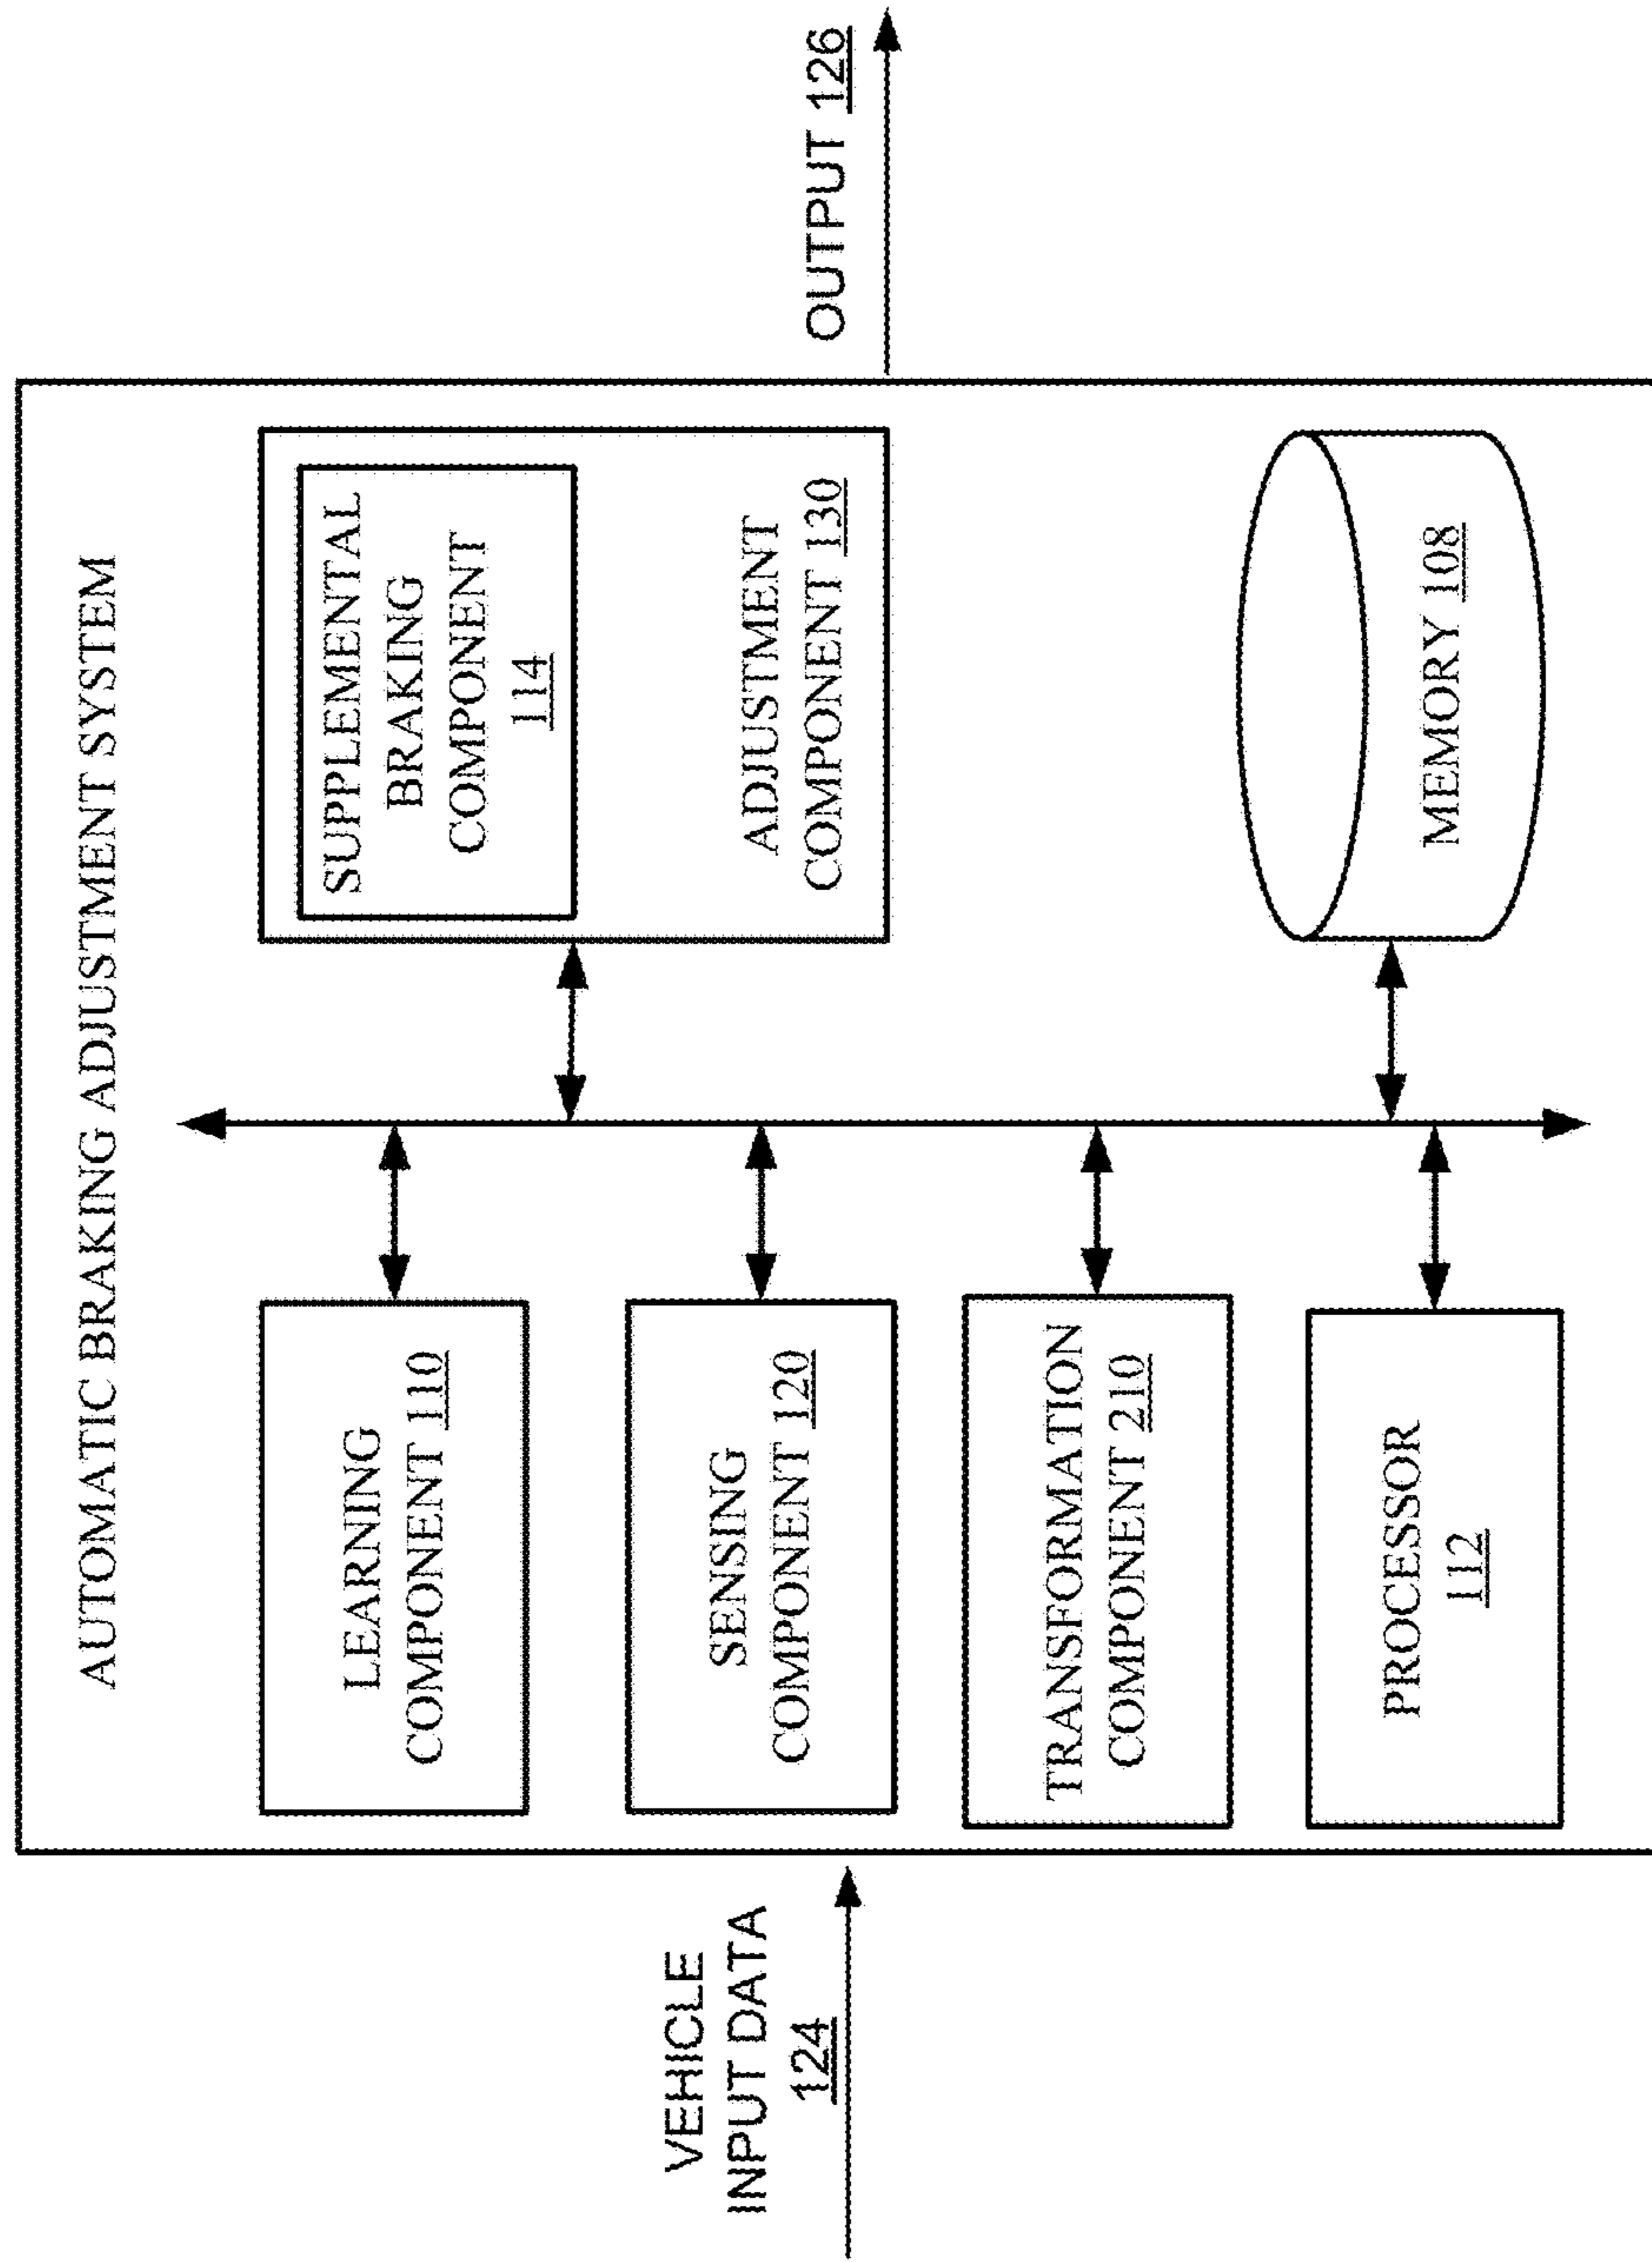 AUTOMATIC BRAKING ADJUSTMENT SYSTEM
VEHICLE
INPUT DATA
124
LEARNING
COMPONENT 110
SENSING
COMPONENT 120
TRANSFORMATION
COMPONENT 210
PROCESSOR
112
SUPPLEMENTAL
BRAKING
COMPONENT
114
ADJUSTMENT
COMPONENT 130
MEMORY 108
OUTPUT 126